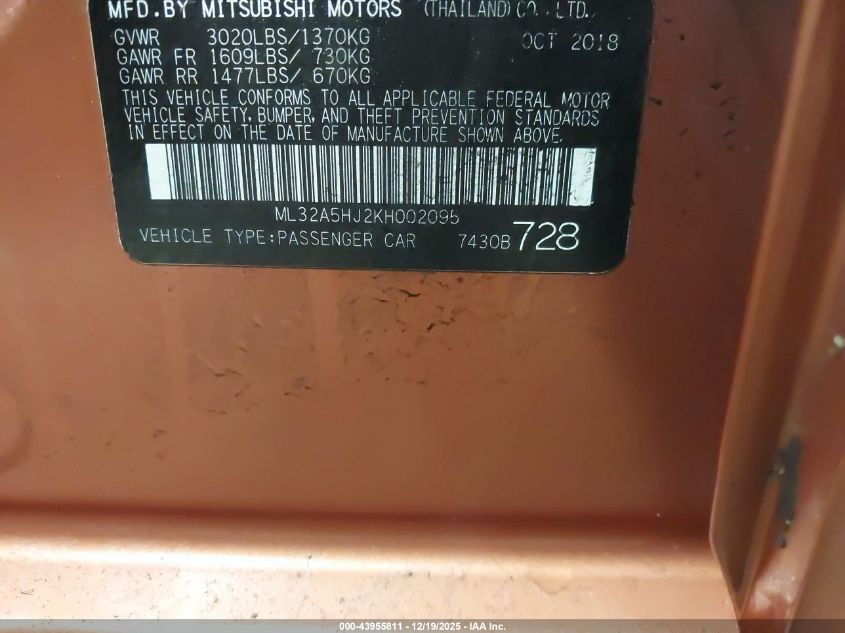 MFD.BY MITSUBISHI MOTORS (THAILAND)CO., LTD.
GVWR 3020LBS/1370KG OCT 2018
GAWR FR 1609LBS/ 730KG
GAWR RR 1477LBS/ 670KG
THIS VEHICLE CONFORMS TO ALL APPLICABLE FEDERAL MOTOR
VEHICLE SAFETY, BUMPER, AND THEFT PREVENTION STANDARDS
IN EFFECT ON THE DATE OF MANUFACTURE SHOWN ABOVE.
ML32A5HJ2KH002095
VEHICLE TYPE:PASSENGER CAR 7430B 728
000-43955811 - 12/19/2025 - IAA Inc.